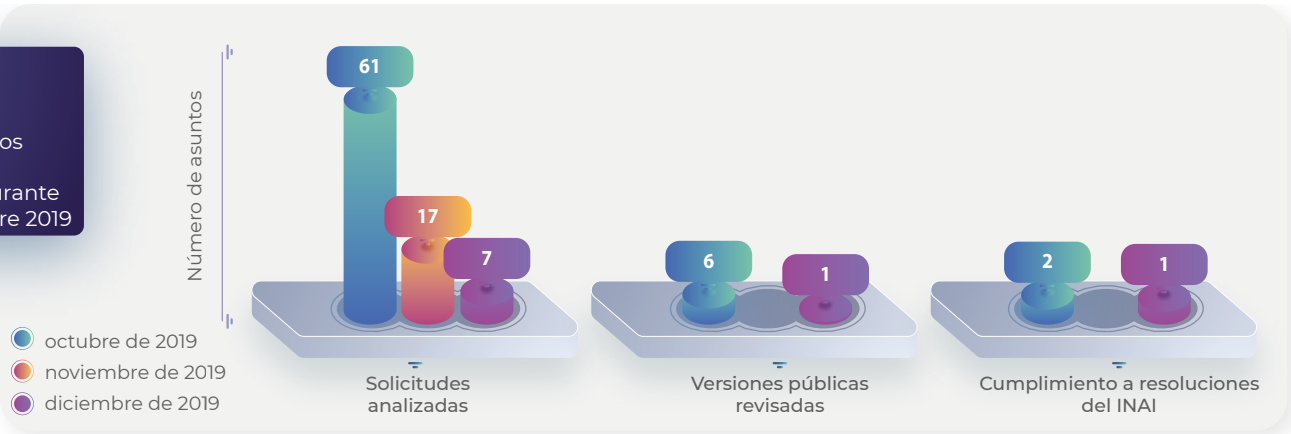 os
urante
re 2019
Número de asuntos
61
17
7
6
1
2
1
octubre de 2019
noviembre de 2019
diciembre de 2019
Solicitudes
analizadas
Versiones públicas
revisadas
Cumplimiento a resoluciones
del INAI